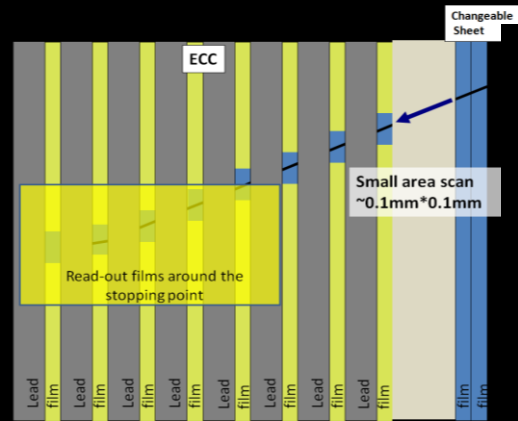 Changeable
Sheet
ECC
Small area scan
~0.1mm*0.1mm
Read-out films around the
stopping point
Lead
film
Lead
film
Lead
film
Lead
film
Lead
film
Lead
film
Lead
film
Lead
film
film
film